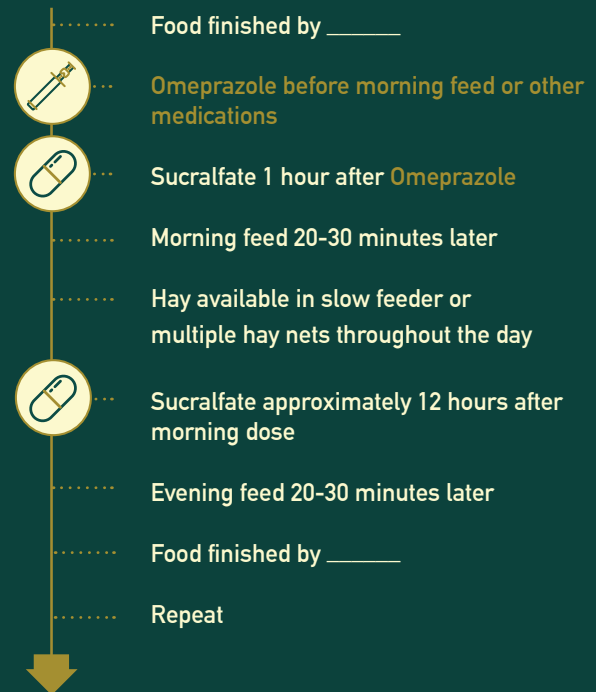 Food finished by ______
Omeprazole before morning feed or other
medications
Sucralfate 1 hour after Omeprazole
Morning feed 20-30 minutes later
Hay available in slow feeder or
multiple hay nets throughout the day
Sucralfate approximately 12 hours after
morning dose
Evening feed 20-30 minutes later
Food finished by ______
Repeat